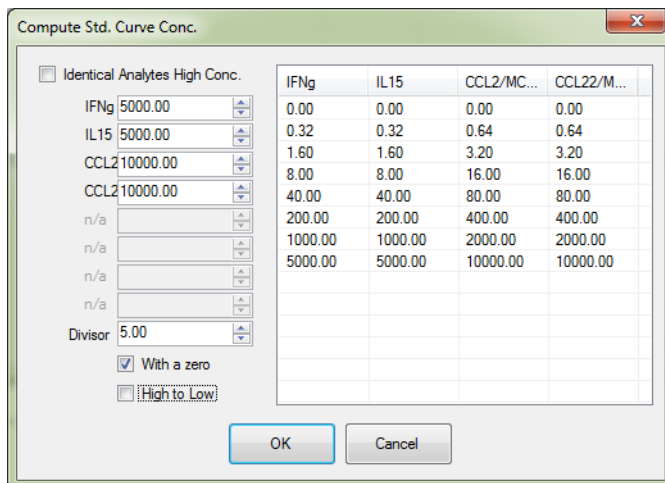 Compute Std. Curve Conc.
Identical Analytes High Conc.
IFNg 5000.00
IL15 5000.00
CCL2 10000.00
CCL2 10000.00
n/a
n/a
n/a
n/a
Divisor 5.00
With a zero
High to Low
IFNg IL15 CCL2/MC... CCL22/M...
0.00 0.00 0.00 0.00
0.32 0.32 0.64 0.64
1.60 1.60 3.20 3.20
8.00 8.00 16.00 16.00
40.00 40.00 80.00 80.00
200.00 200.00 400.00 400.00
1000.00 1000.00 2000.00 2000.00
5000.00 5000.00 10000.00 10000.00
OK Cancel